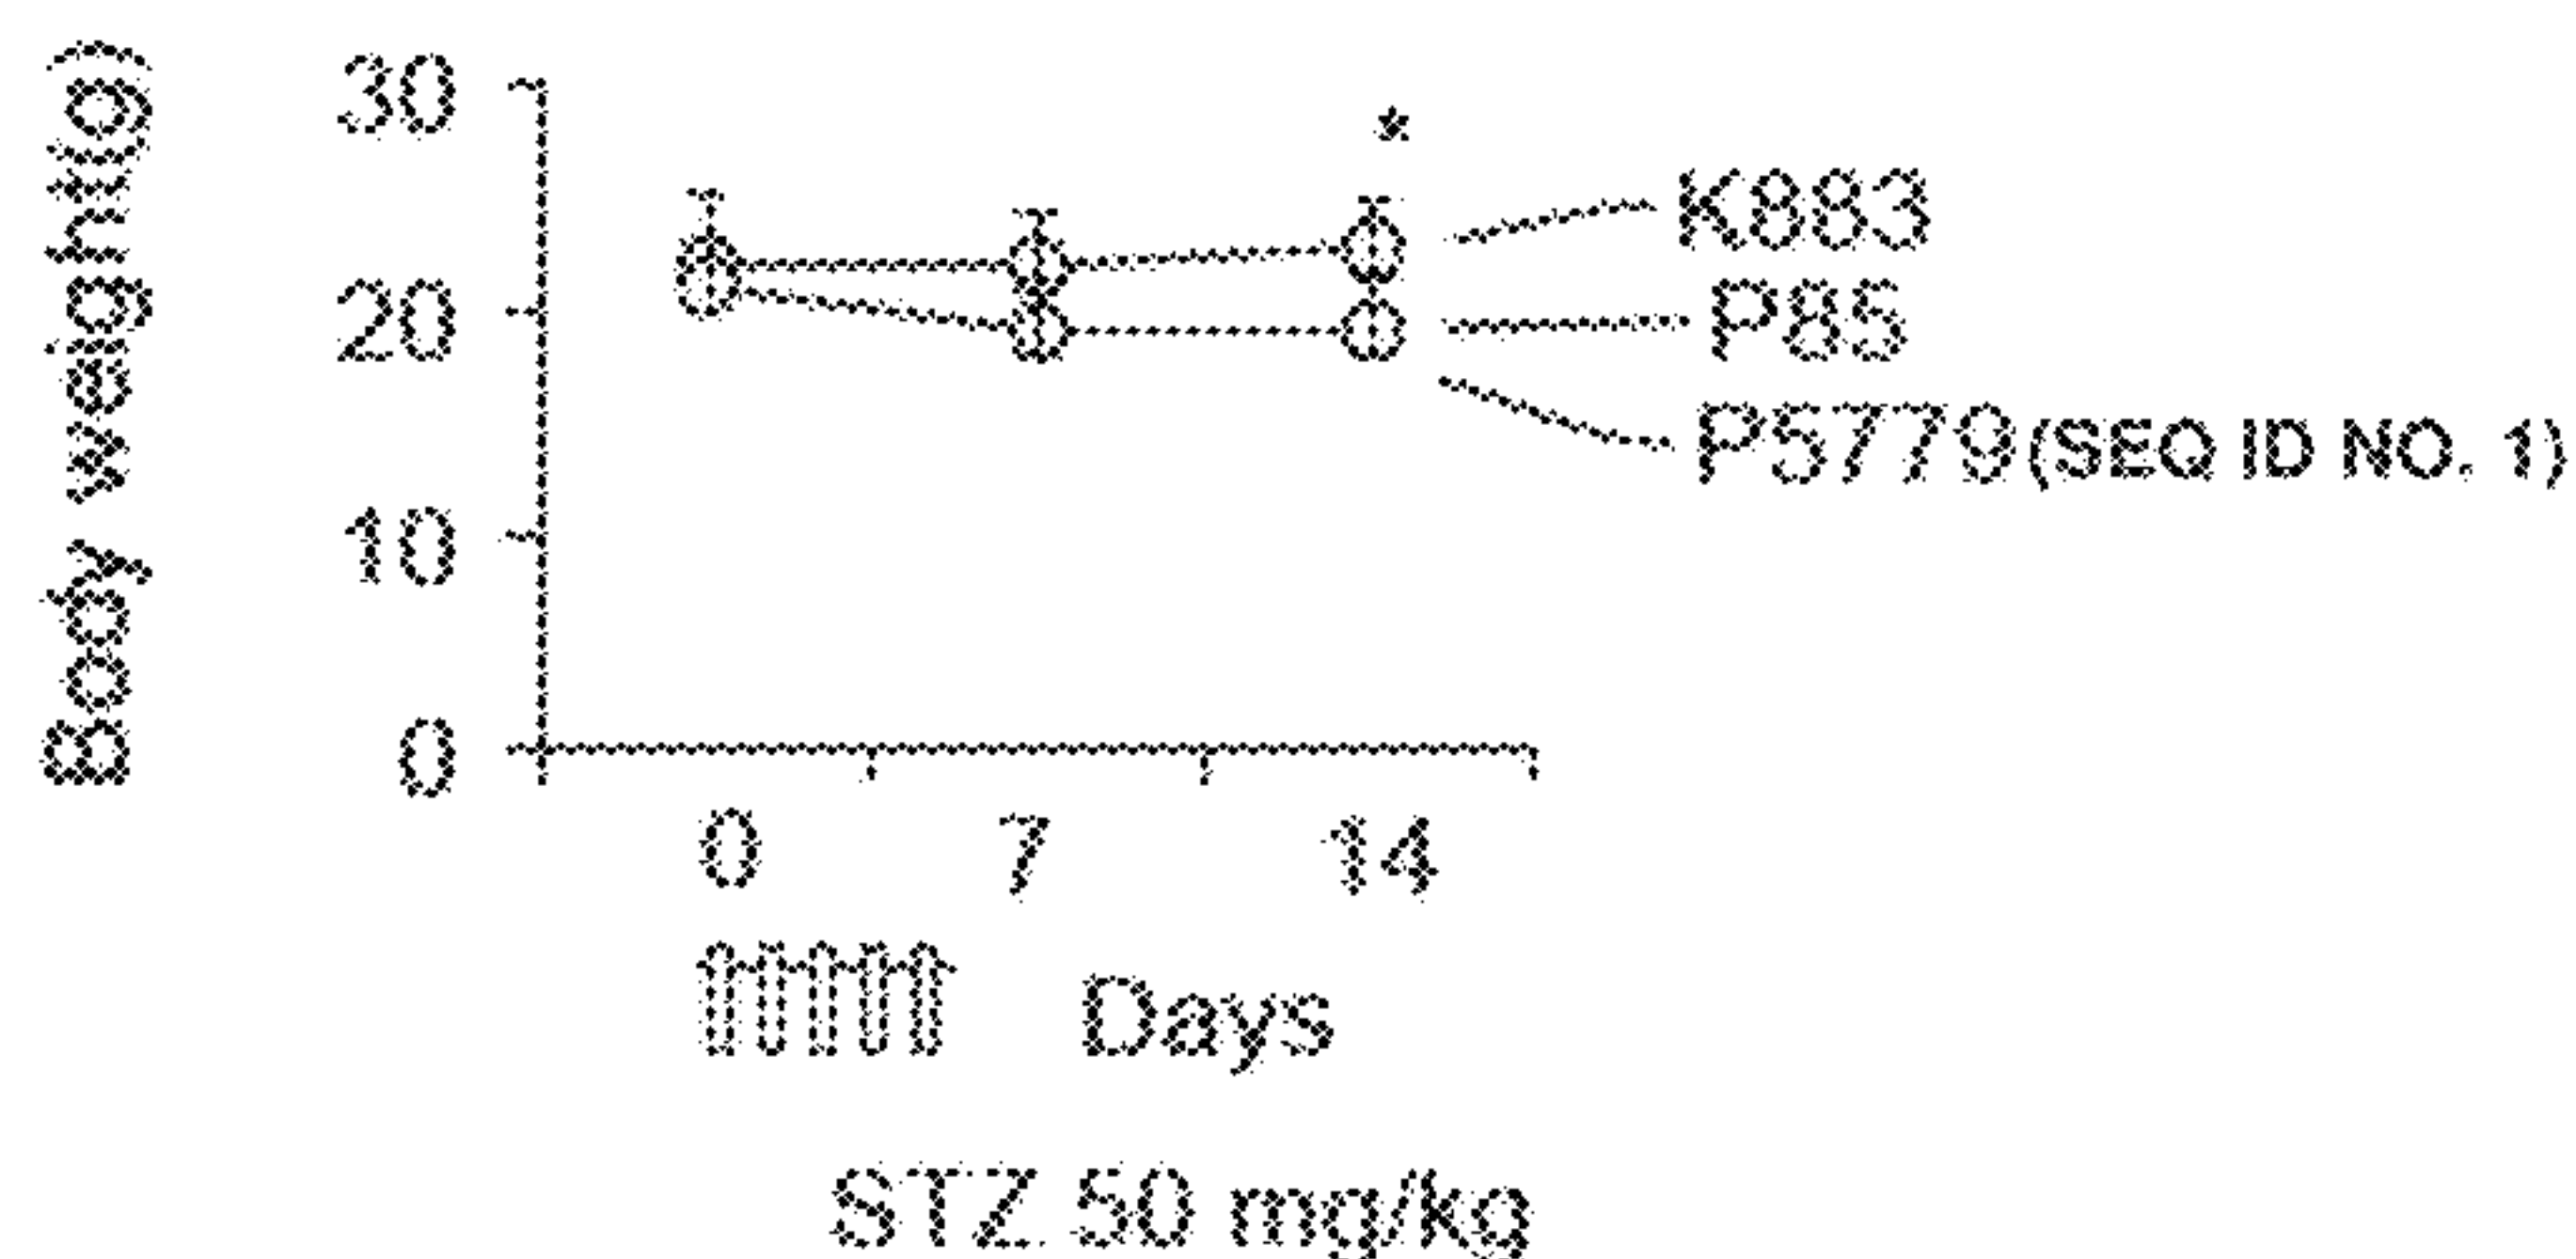 Body weight(g)
30
20
10
0
*
K883
P85
P5779(SEQ ID NO. 1)
0 7 14
Days
STZ 50 mg/kg